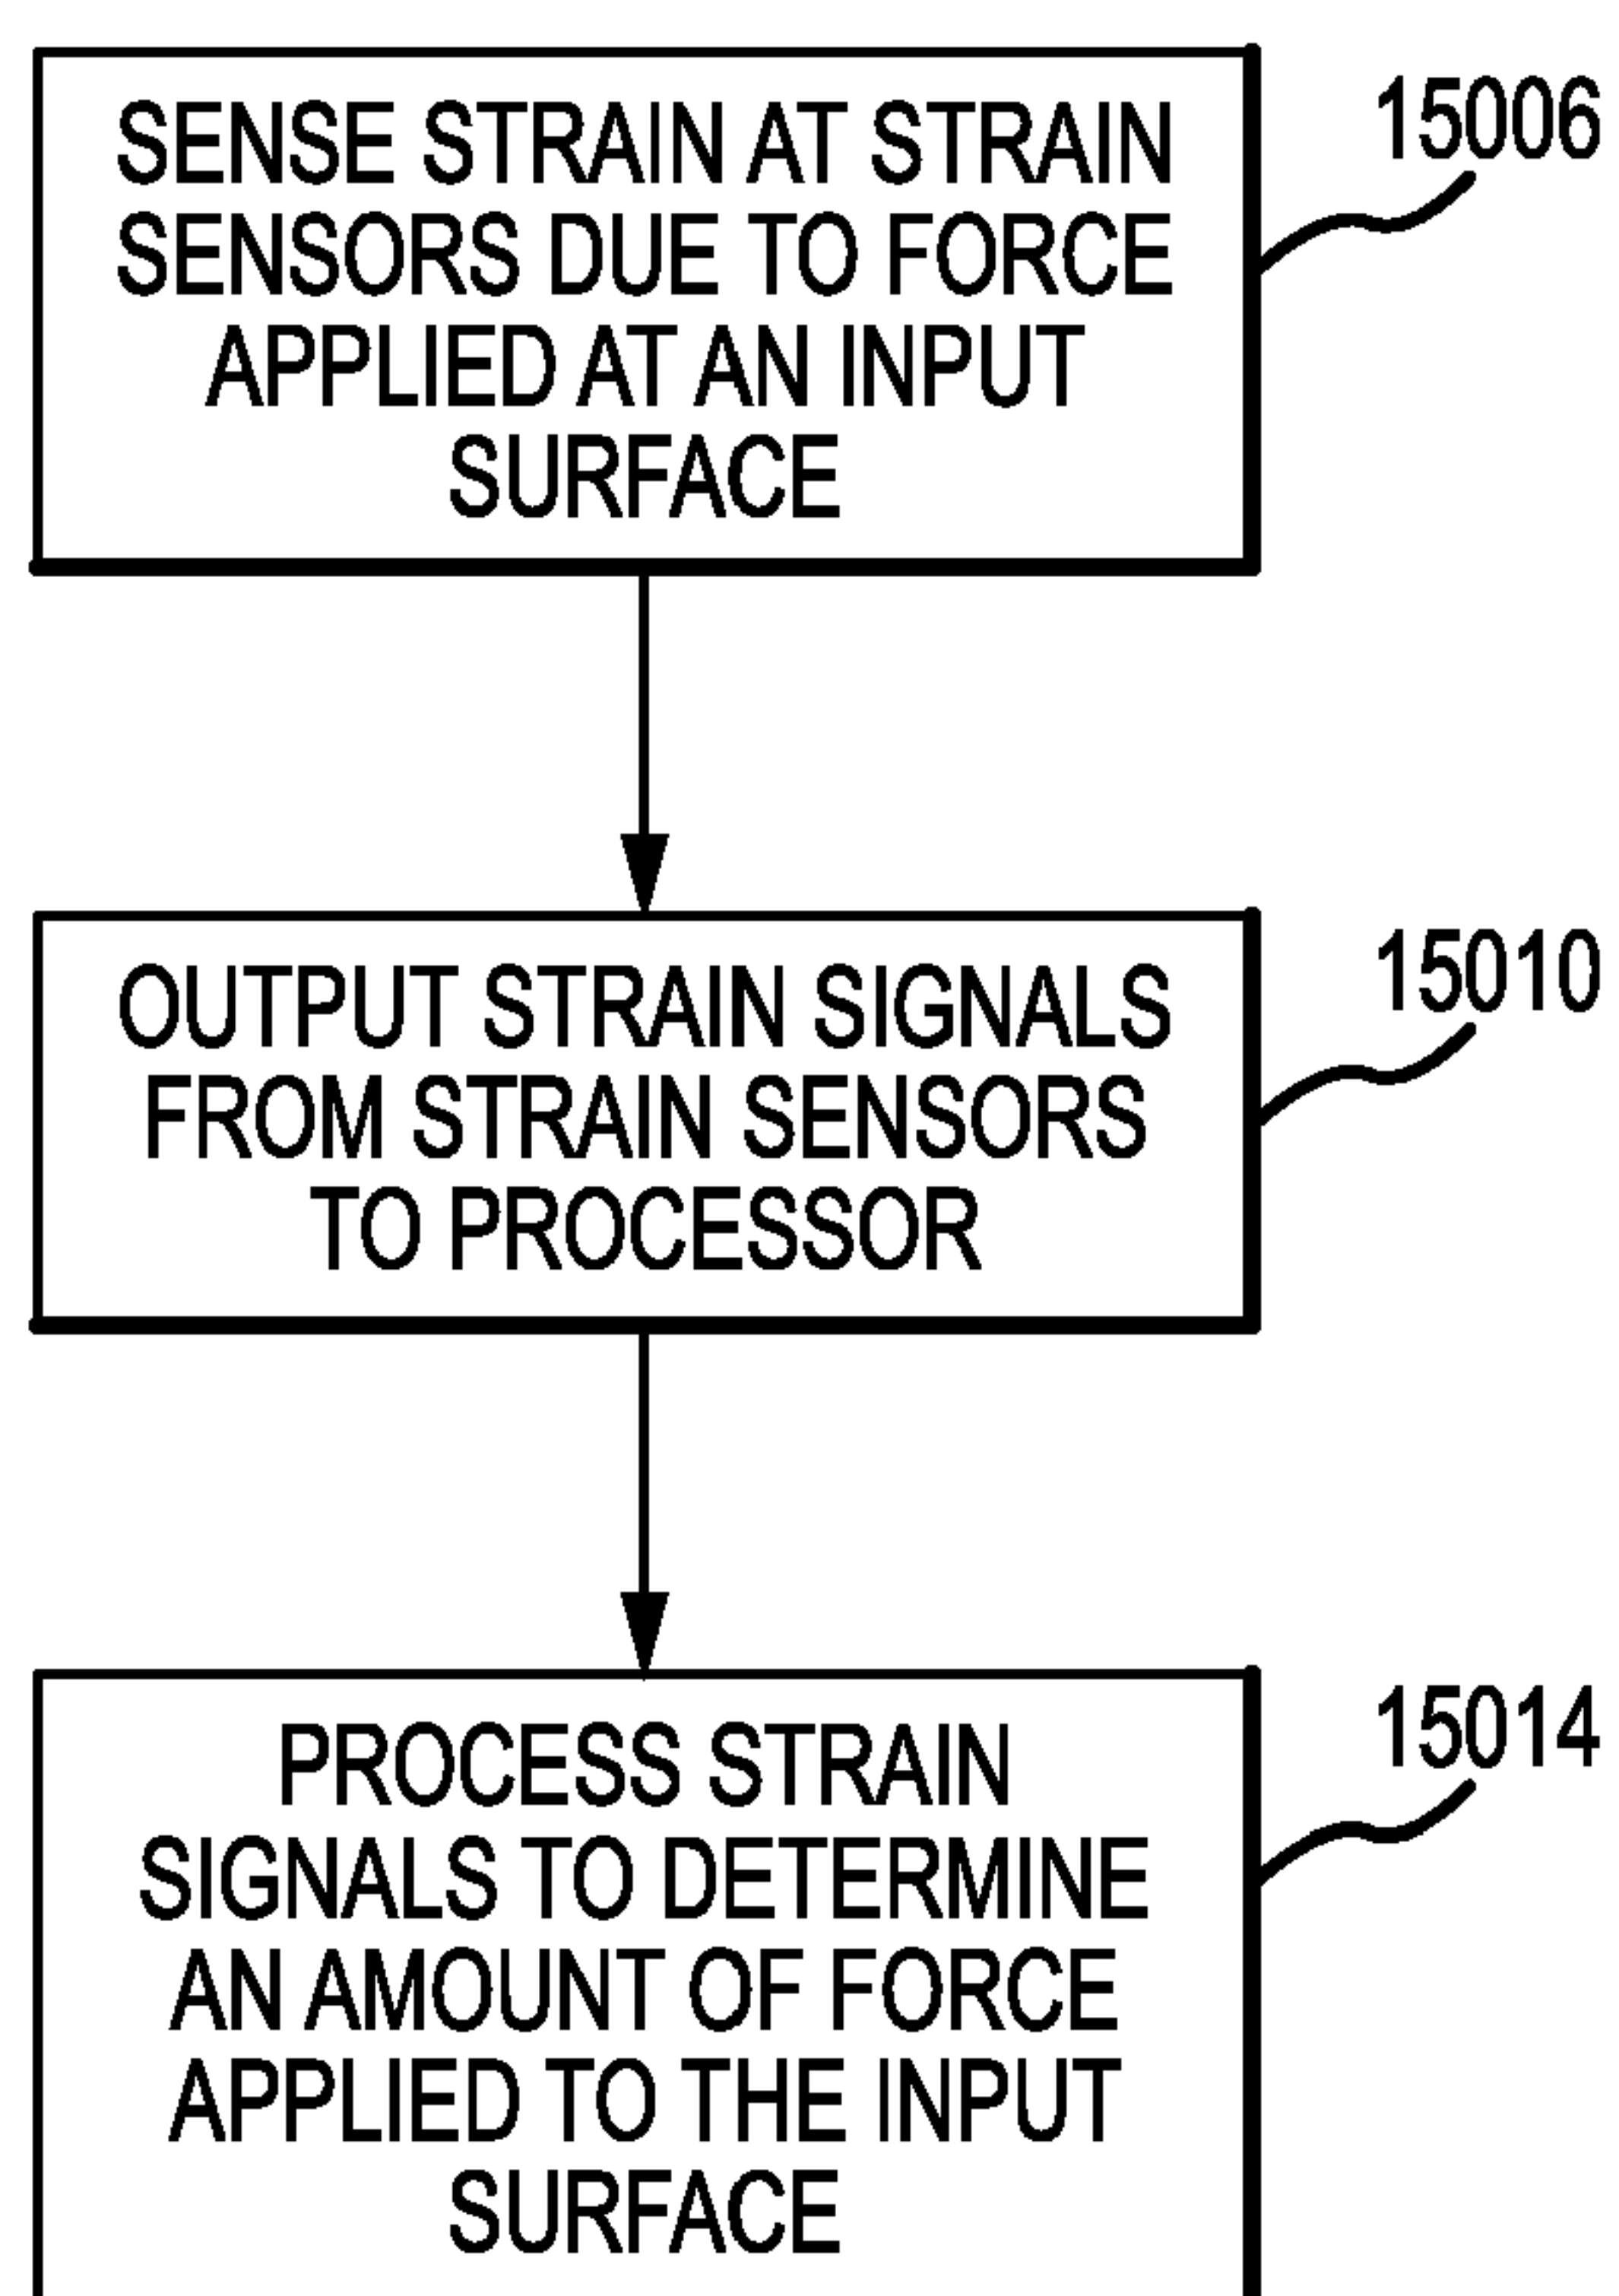 SENSE STRAIN AT STRAIN
SENSORS DUE TO FORCE
APPLIED AT AN INPUT
SURFACE
15006
OUTPUT STRAIN SIGNALS
FROM STRAIN SENSORS
TO PROCESSOR
15010
PROCESS STRAIN
SIGNALS TO DETERMINE
AN AMOUNT OF FORCE
APPLIED TO THE INPUT
SURFACE
15014